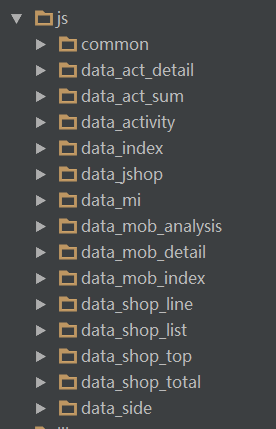 js
common
data_act_detail
data_act_sum
data_activity
data_index
data_jshop
data_mi
data_mob_analysis
data_mob_detail
data_mob_index
data_shop_line
data_shop_list
data_shop_top
data_shop_total
data_side